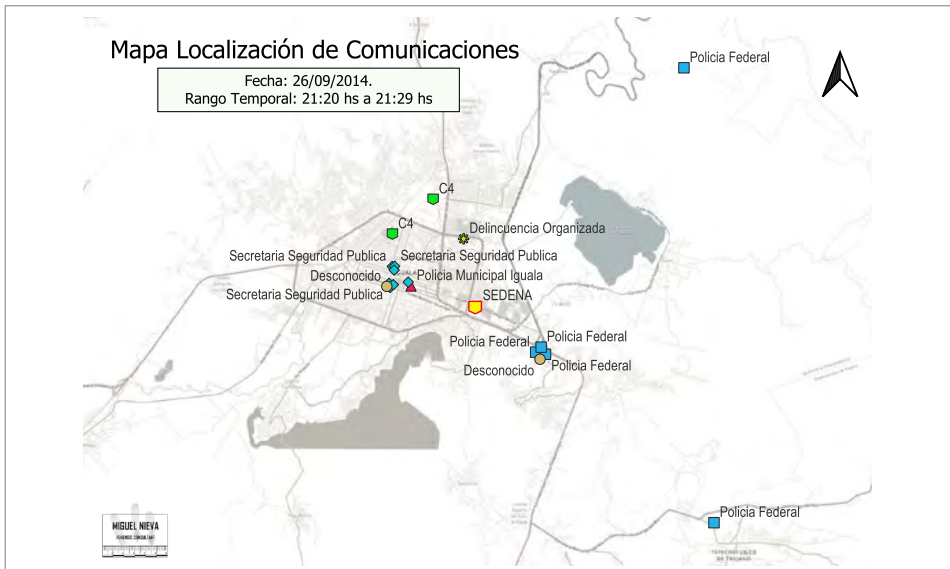 Mapa Localización de Comunicaciones
Fecha: 26/09/2014.
Rango Temporal: 21:20 hs a 21:29 hs
Policia Federal
C4
C4
Delincuencia Organizada
Secretaria Seguridad Publica
Secretaria Seguridad Publica
Desconocido
Policia Municipal Iguala
Secretaria Seguridad Publica
SEDENA
Policia Federal
Policia Federal
Desconocido
Policia Federal
Policia Federal
MIGUEL NIEVA
FORENSIC CONSULTANT